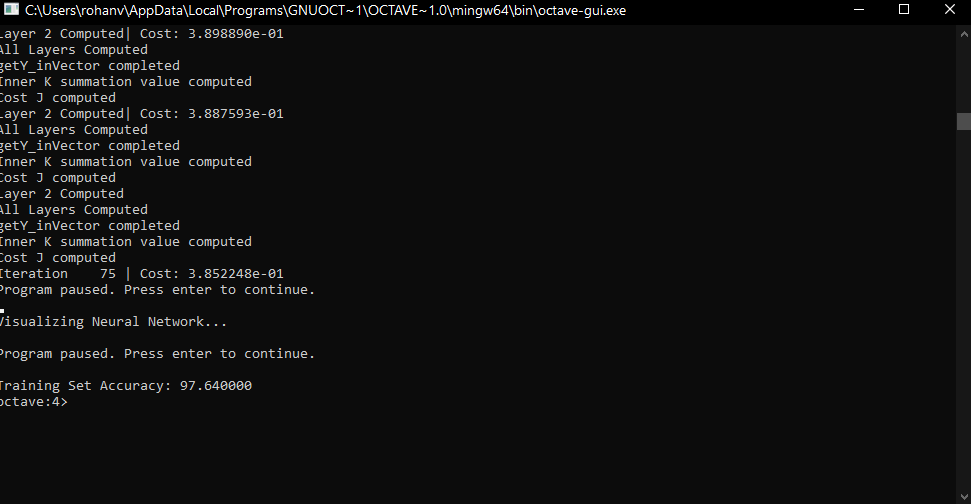 C:\Users\rohanv\AppData\Local\Programs\GNUOCT~1\OCTAVE~1.0\mingw64\bin\octave-gui.exe
Layer 2 Computed| Cost: 3.898890e-01
All Layers Computed
getY_inVector completed
Inner K summation value computed
Cost J computed
Layer 2 Computed| Cost: 3.887593e-01
All Layers Computed
getY_inVector completed
Inner K summation value computed
Cost J computed
Layer 2 Computed
All Layers Computed
getY_inVector completed
Inner K summation value computed
Cost J computed
Iteration    75 | Cost: 3.852248e-01
Program paused. Press enter to continue.
Visualizing Neural Network...
Program paused. Press enter to continue.
Training Set Accuracy: 97.640000
octave:4>